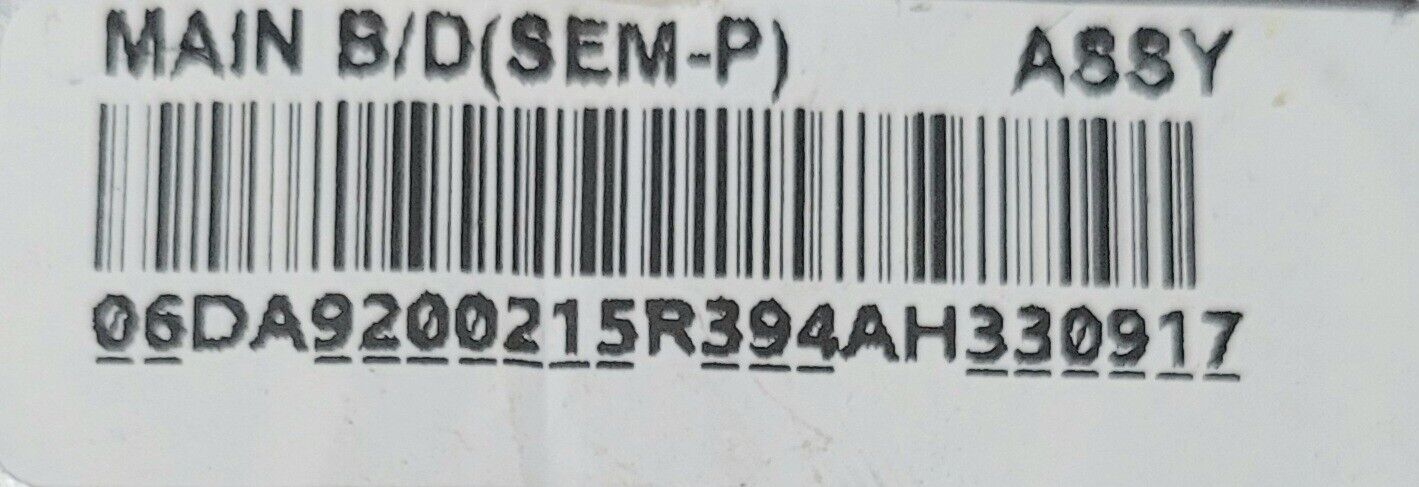 MAIN B/D(SEM-P) ASSY
06DA9200215R394AH330917